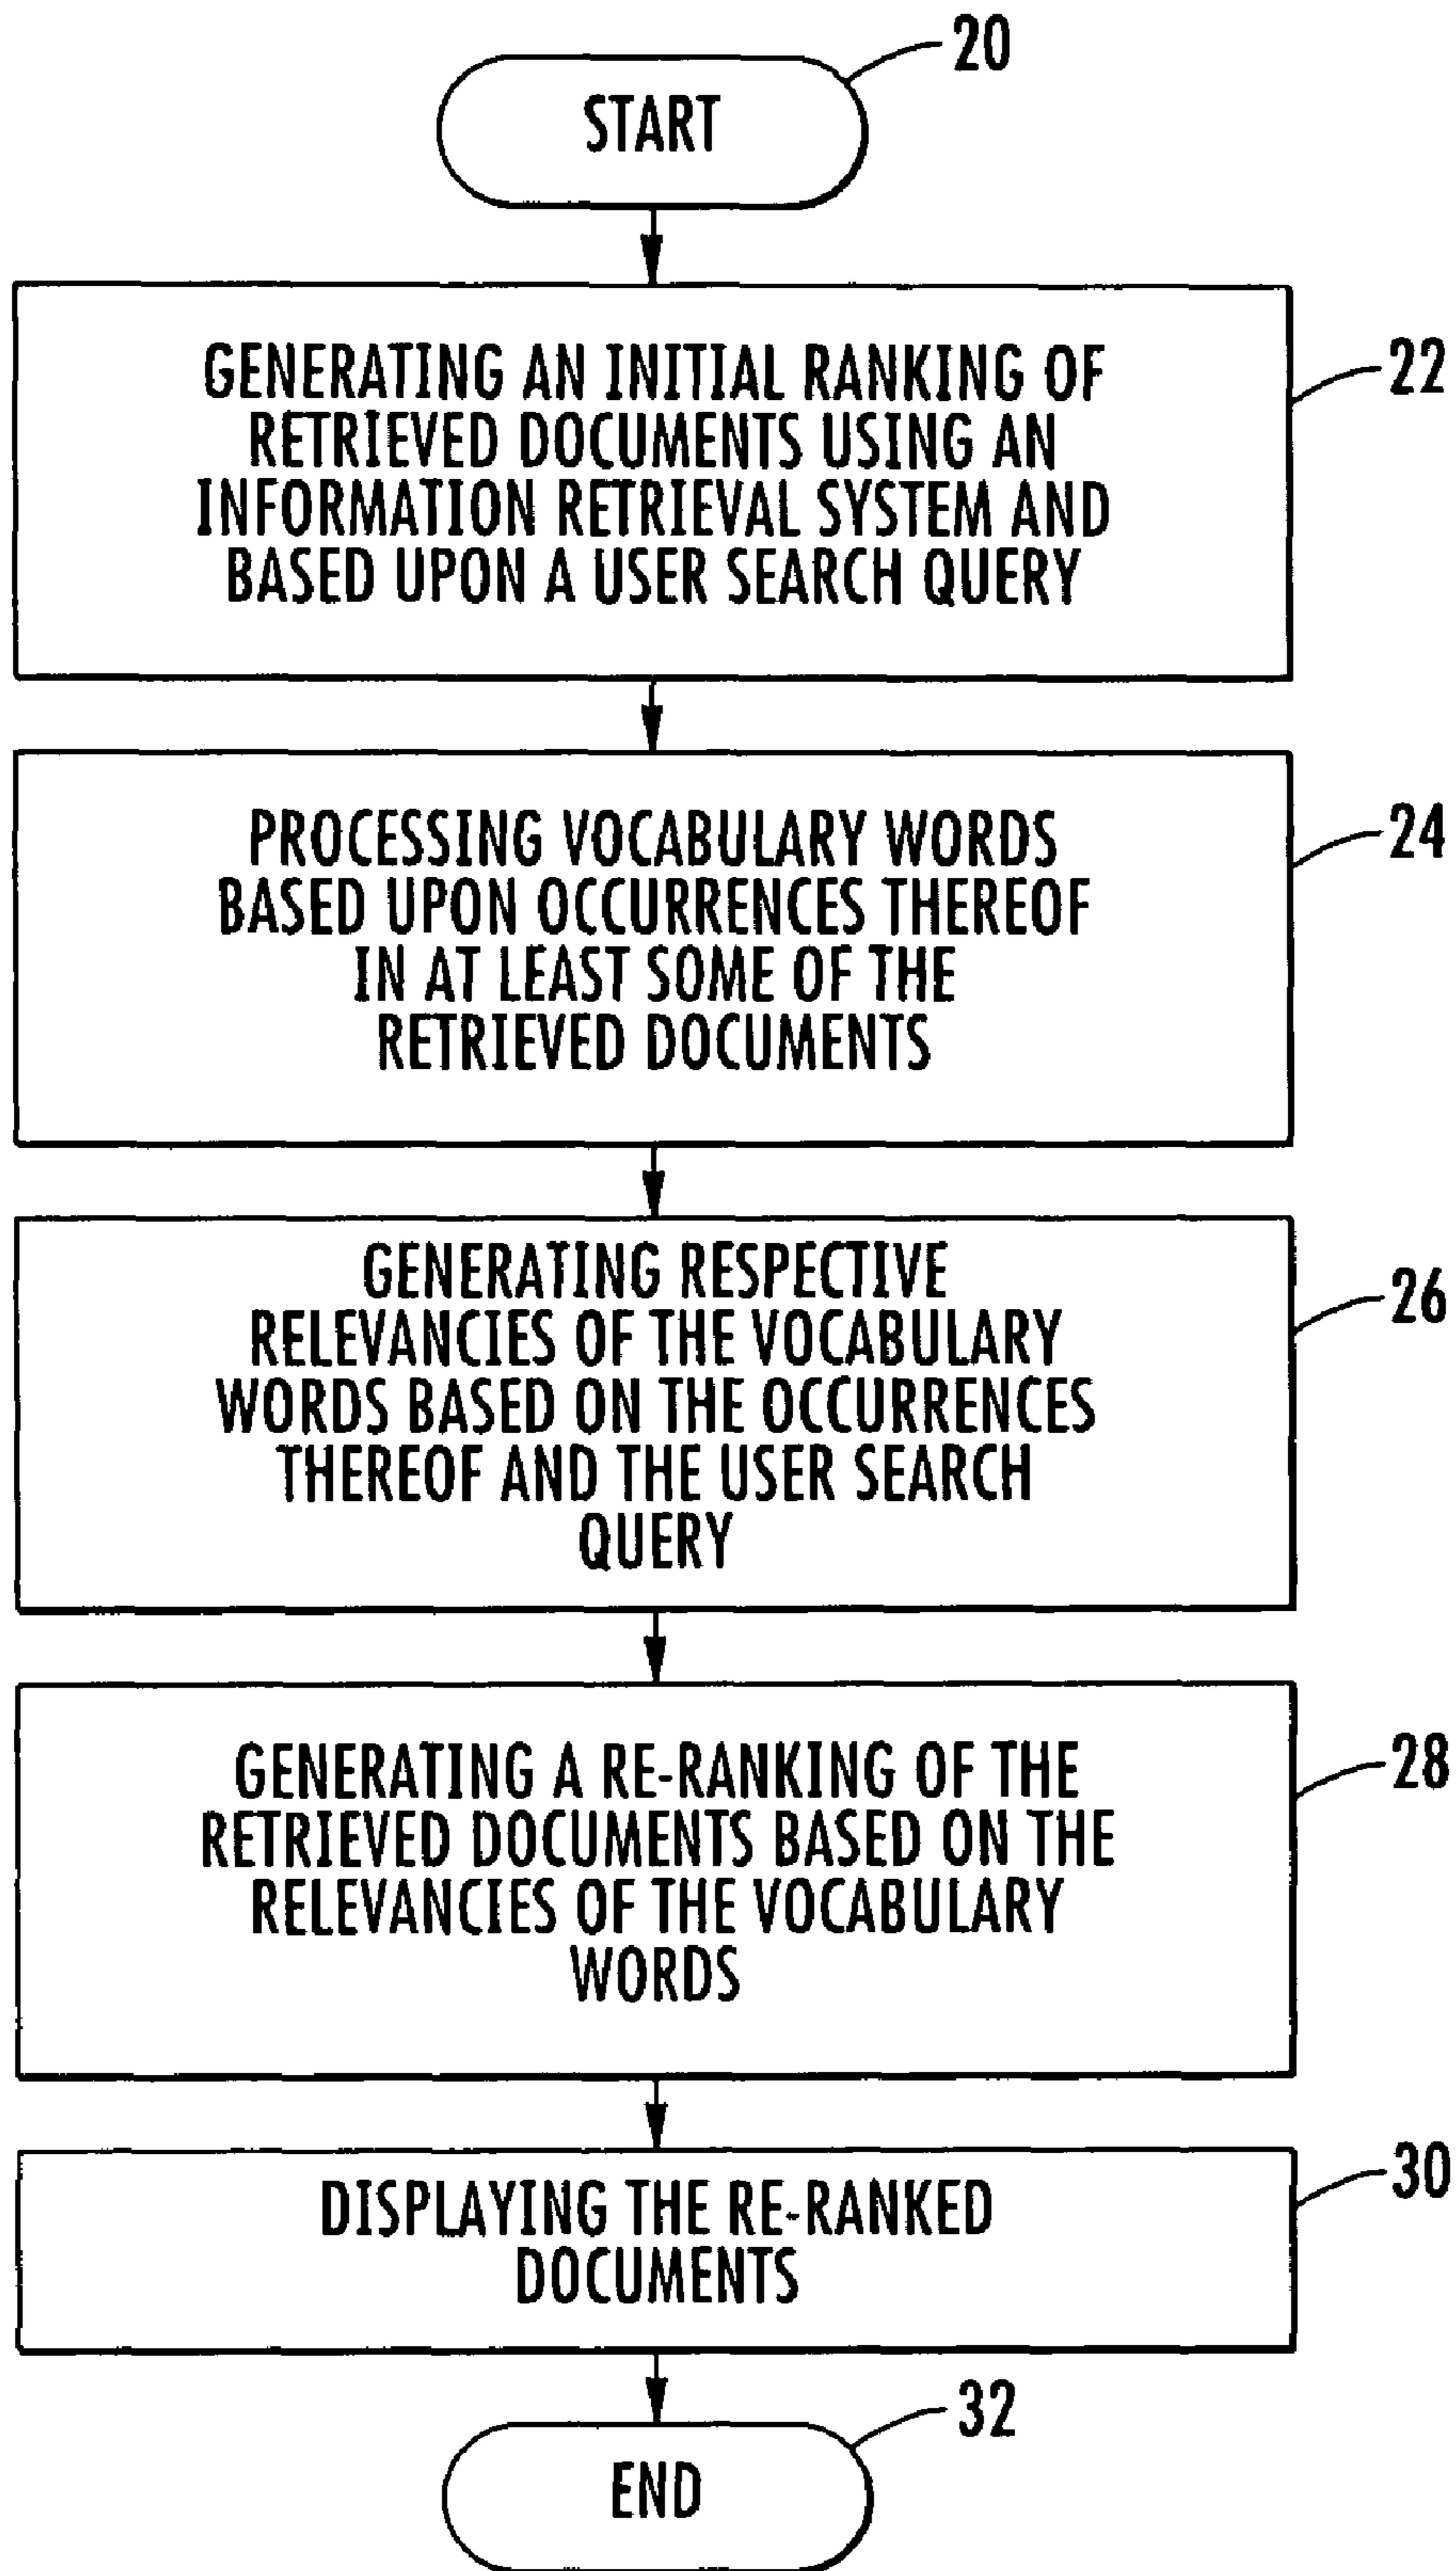 20
START
GENERATING AN INITIAL RANKING OF
RETRIEVED DOCUMENTS USING AN
INFORMATION RETRIEVAL SYSTEM AND
BASED UPON A USER SEARCH QUERY
22
PROCESSING VOCABULARY WORDS
BASED UPON OCCURRENCES THEREOF
IN AT LEAST SOME OF THE
RETRIEVED DOCUMENTS
24
GENERATING RESPECTIVE
RELEVANCIES OF THE VOCABULARY
WORDS BASED ON THE OCCURRENCES
THEREOF AND THE USER SEARCH
QUERY
26
GENERATING A RE-RANKING OF THE
RETRIEVED DOCUMENTS BASED ON THE
RELEVANCIES OF THE VOCABULARY
WORDS
28
DISPLAYING THE RE-RANKED
DOCUMENTS
30
32
END